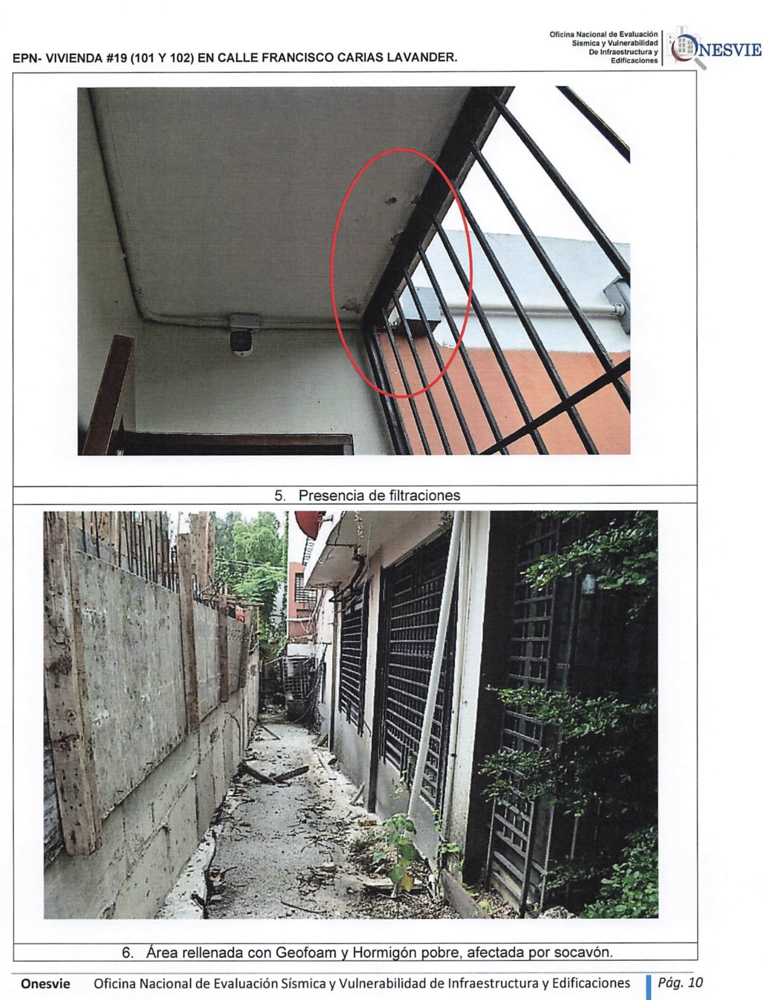 Oficina Nacional de Evaluación
Sísmica y Vulnerabilidad
De Infraestructura y
Edificaciones
ONESVIE
EPN- VIVIENDA #19 (101 Y 102) EN CALLE FRANCISCO CARIAS LAVANDER.
5. Presencia de filtraciones
6. Área rellenada con Geofoam y Hormigón pobre, afectada por socavón.
Onesvie Oficina Nacional de Evaluación Sísmica y Vulnerabilidad de Infraestructura y Edificaciones Pág. 10